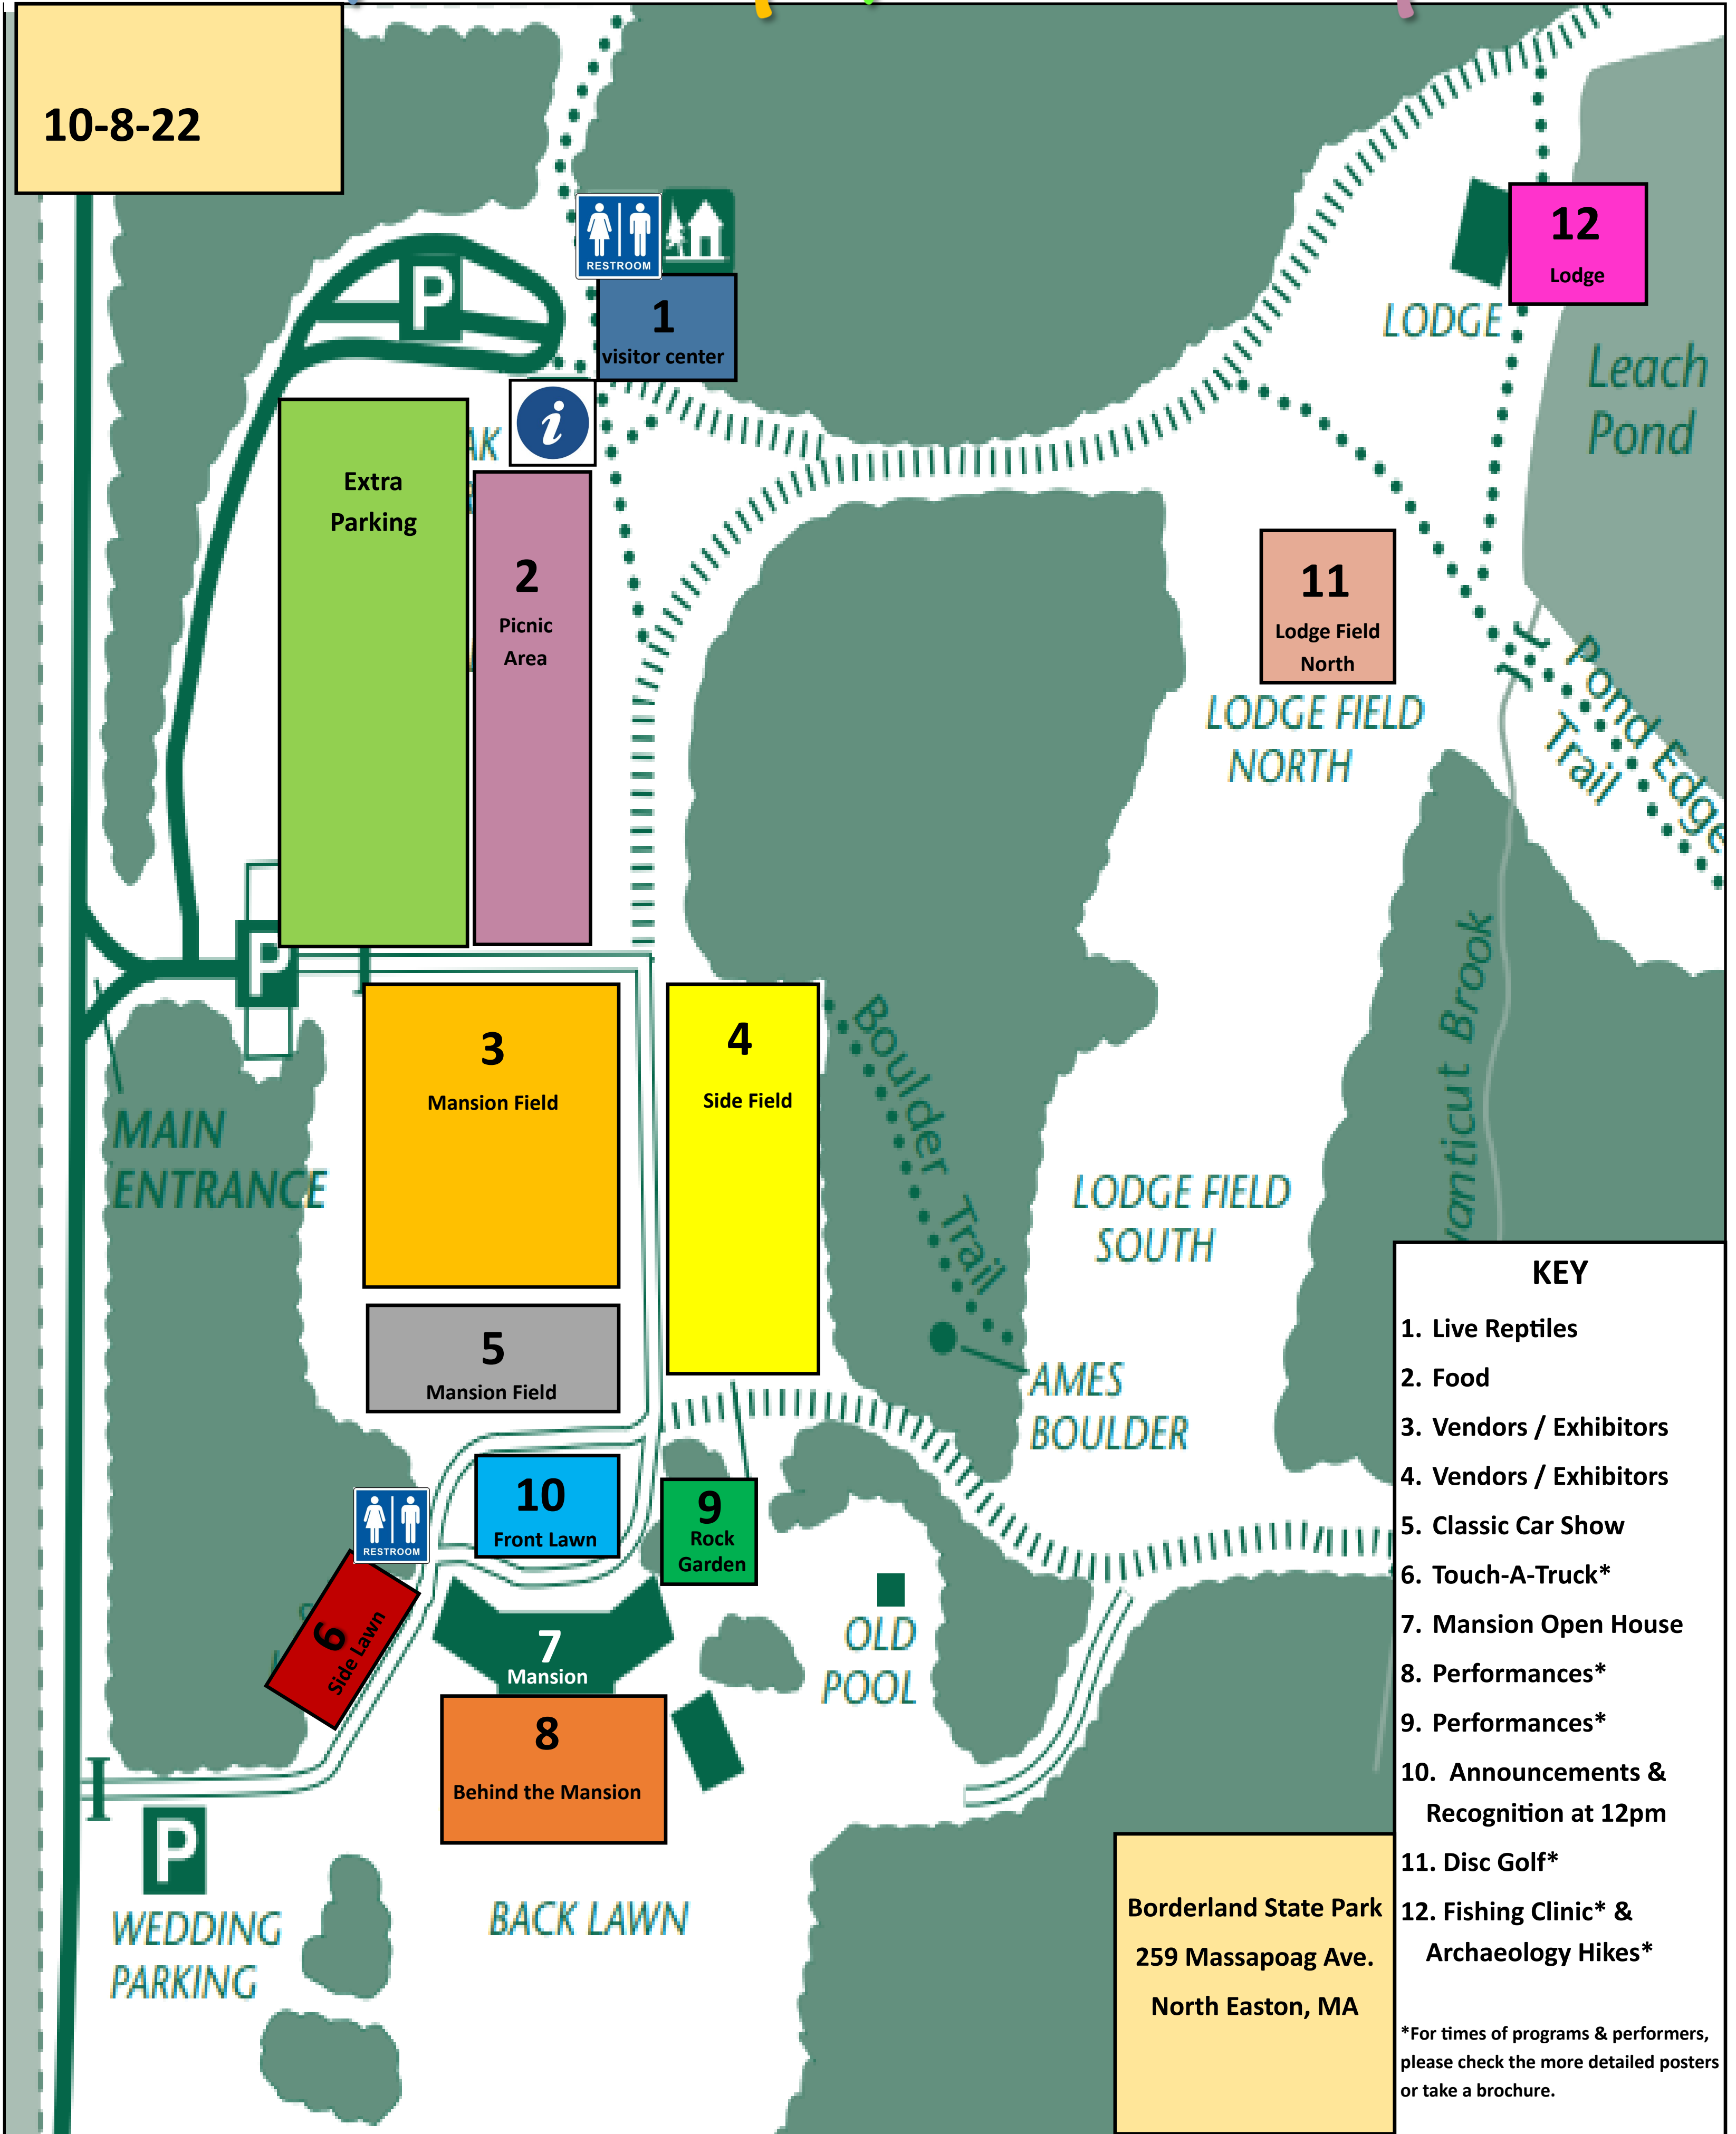 10-8-22
RESTROOM
P
1
visitor center
12
Lodge
LODGE
Leach
Pond
i
AK
Extra
Parking
2
Picnic
Area
11
Lodge Field
North
LODGE FIELD
NORTH
Pond Edge
Trail
P
3
Mansion Field
4
Side Field
Boulder Trail
MAIN
ENTRANCE
LODGE FIELD
SOUTH
vanticut Brook
5
Mansion Field
AMES
BOULDER
10
Front Lawn
9
Rock
Garden
RESTROOM
6
Side Lawn
7
Mansion
OLD
POOL
8
Behind the Mansion
P
WEDDING
PARKING
BACK LAWN
Borderland State Park
259 Massapoag Ave.
North Easton, MA
KEY
1. Live Reptiles
2. Food
3. Vendors / Exhibitors
4. Vendors / Exhibitors
5. Classic Car Show
6. Touch-A-Truck*
7. Mansion Open House
8. Performances*
9. Performances*
10. Announcements &
Recognition at 12pm
11. Disc Golf*
12. Fishing Clinic* &
Archaeology Hikes*
*For times of programs & performers,
please check the more detailed posters
or take a brochure.